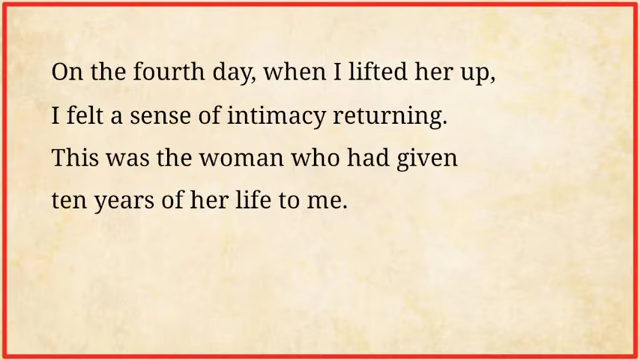 On the fourth day, when I lifted her up,
I felt a sense of intimacy returning.
This was the woman who had given
ten years of her life to me.